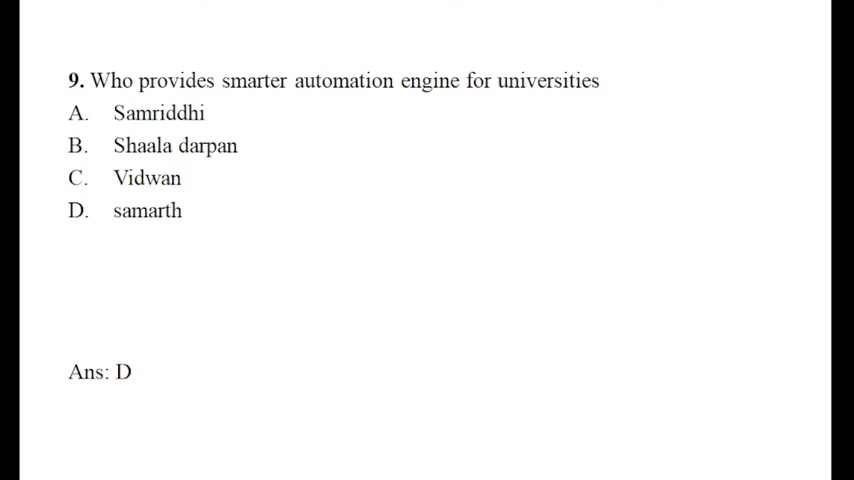 9. Who provides smarter automation engine for universities
A. Samriddhi
B. Shaala darpan
C. Vidwan
D. samarth
Ans: D